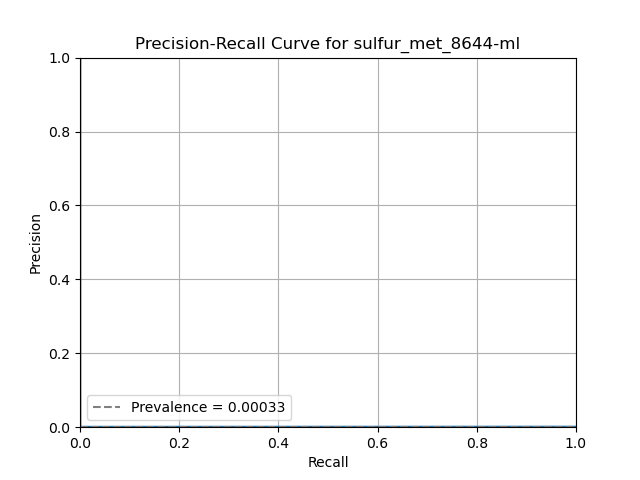 Precision-Recall Curve for sulfur_met_8644-ml
1.0
0.8
0.6
0.4
0.2
0.0
Precision
Prevalence = 0.00033
0.0 0.2 0.4 0.6 0.8 1.0
Recall